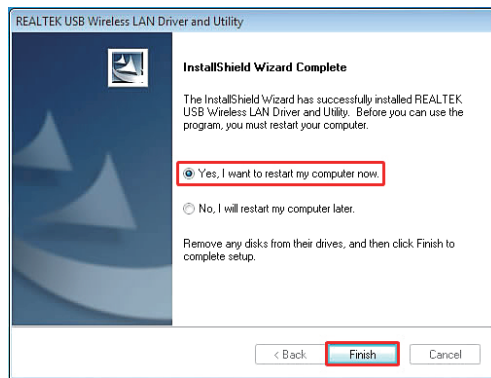 REALTEK USB Wireless LAN Driver and Utility
InstallShield Wizard Complete
The InstallShield Wizard has successfully installed REALTEK
USB Wireless LAN Driver and Utility. Before you can use the
program, you must restart your computer.
Yes, I want to restart my computer now.
No, I will restart my computer later.
Remove any disks from their drives, and then click Finish to
complete setup.
< Back
Finish
Cancel